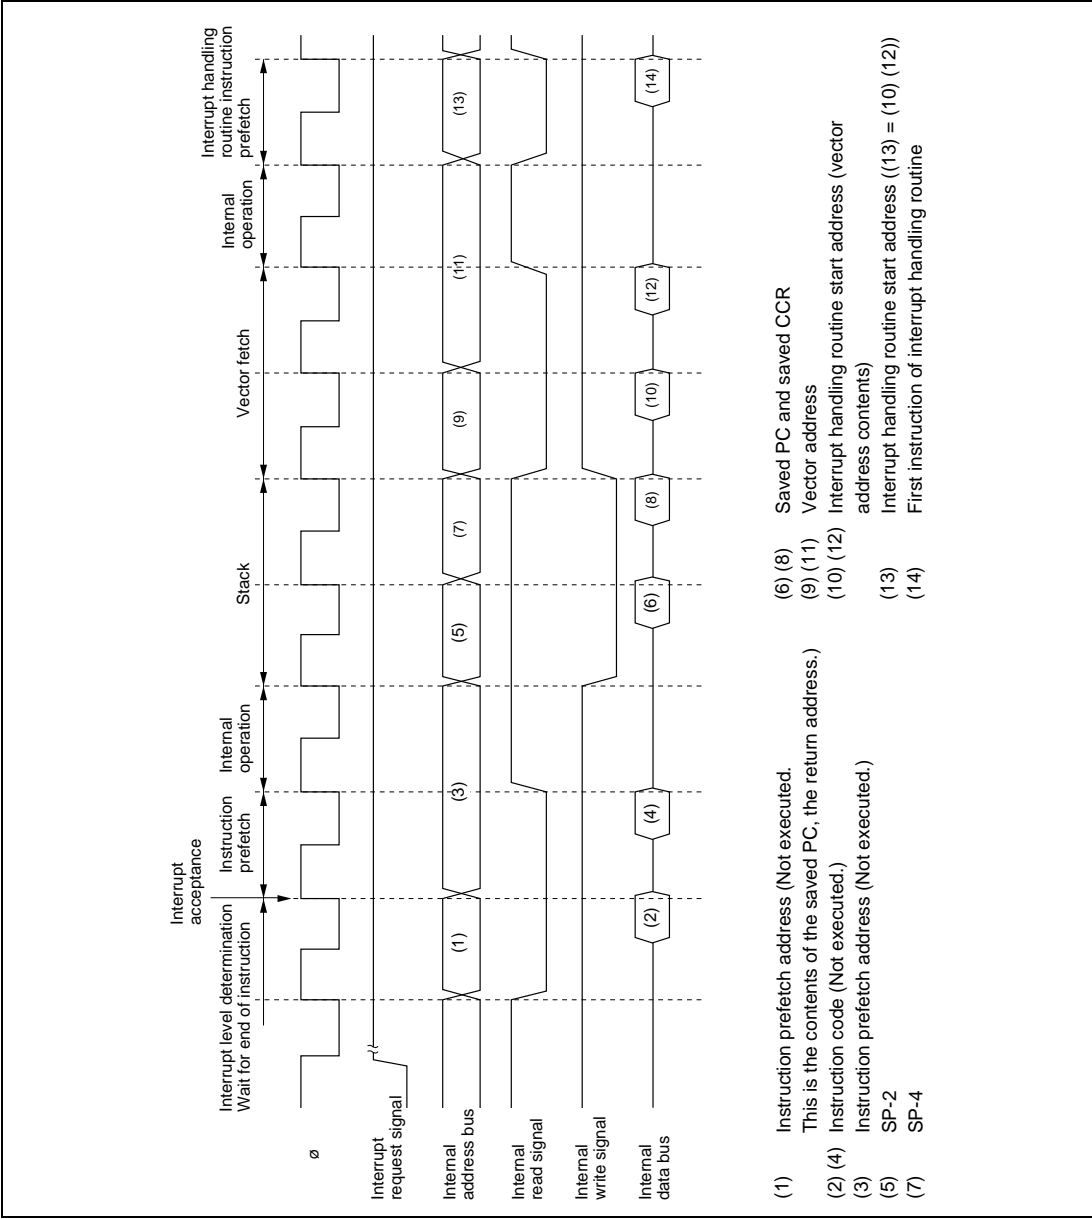 Interrupt level determination
Wait for end of instruction
Interrupt
acceptance
Instruction
prefetch
Internal
operation
Stack
Vector fetch
Internal
operation
Interrupt handling
routine instruction
prefetch
ø
Interrupt
request signal
Internal
address bus
(1)
(3)
(5)
(7)
(9)
(11)
(13)
Internal
read signal
Internal
write signal
Internal
data bus
(2)
(4)
(6)
(8)
(10)
(12)
(14)
(1) Instruction prefetch address (Not executed.
This is the contents of the saved PC, the return address.)
(2) (4) Instruction code (Not executed.)
(3) Instruction prefetch address (Not executed.)
(5) SP-2
(7) SP-4
(6) (8) Saved PC and saved CCR
(9) (11) Vector address
(10) (12) Interrupt handling routine start address (vector
address contents)
(13) Interrupt handling routine start address ((13) = (10) (12))
(14) First instruction of interrupt handling routine